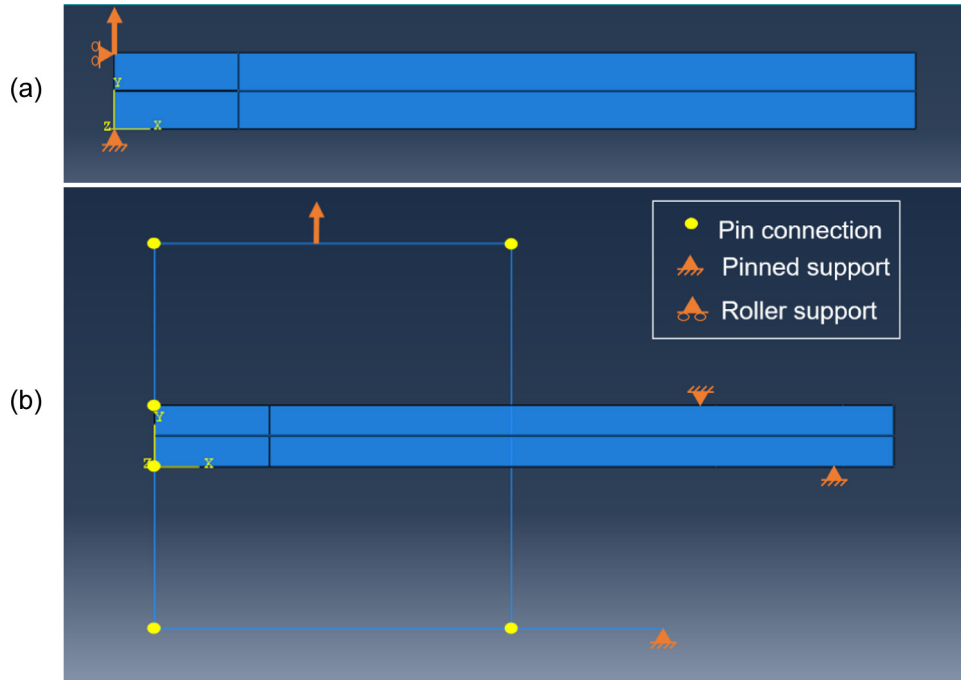 (a)
Y
Z X
Pin connection
Pinned support
Roller support
(b)
Y
Z X